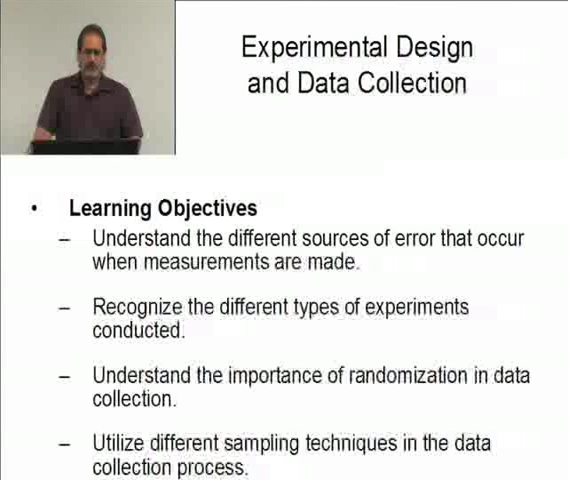 Experimental Design
and Data Collection
• Learning Objectives
– Understand the different sources of error that occur
when measurements are made.
– Recognize the different types of experiments
conducted.
– Understand the importance of randomization in data
collection.
– Utilize different sampling techniques in the data
collection process.